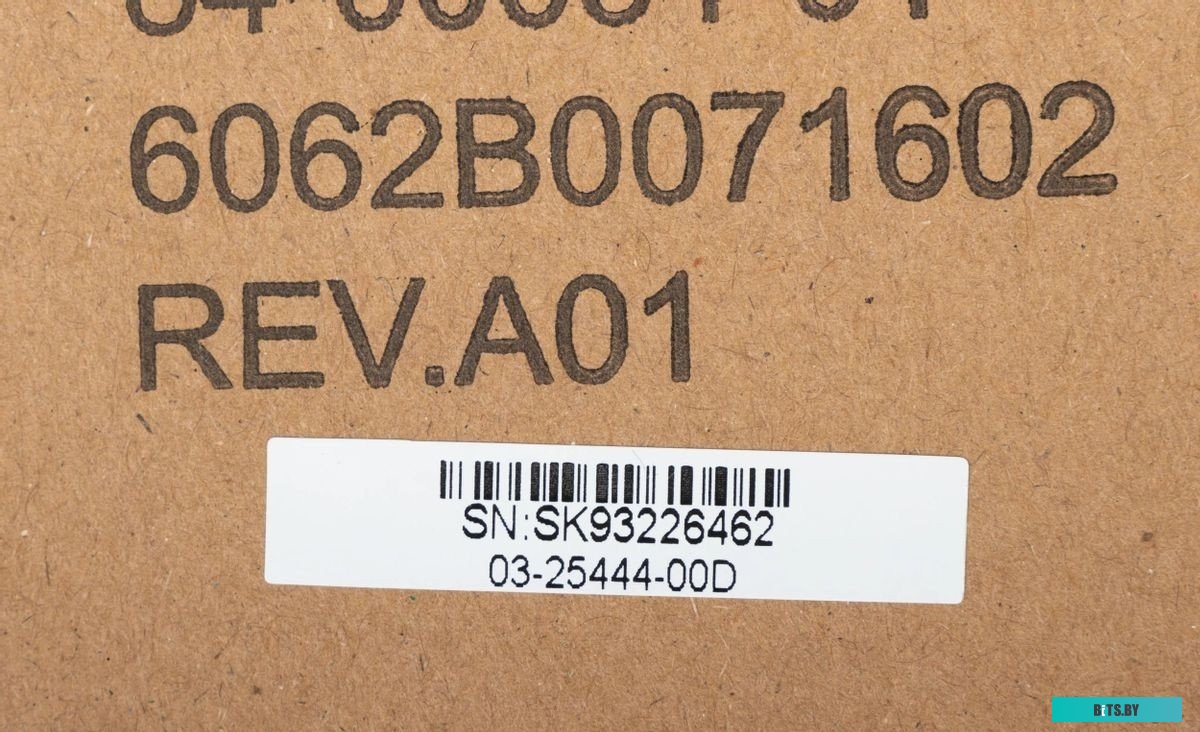 6062B0071602
REV.A01
SN:SK93226462
03-25444-00D
BiTS.BY